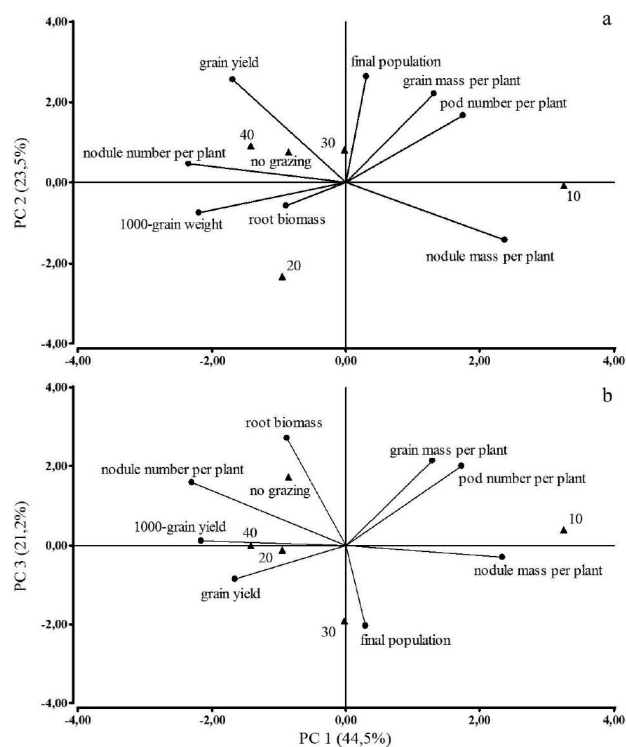 4,00
a
grain yield
final population
grain mass per plant
2,00
pod number per plant
40
30
nodule number per plant
no grazing
PC 2 (23,5%)
0,00
10
1000-grain weight
root biomass
nodule mass per plant
-2,00
20
-4,00
-4,00 -2,00 0,00 2,00 4,00
4,00
b
root biomass
grain mass per plant
2,00
nodule number per plant
pod number per plant
no grazing
1000-grain yield
40
10
PC 3 (21,2%)
0,00
20
nodule mass per plant
grain yield
-2,00
30
final population
-4,00
-4,00 -2,00 0,00 2,00 4,00
PC 1 (44,5%)